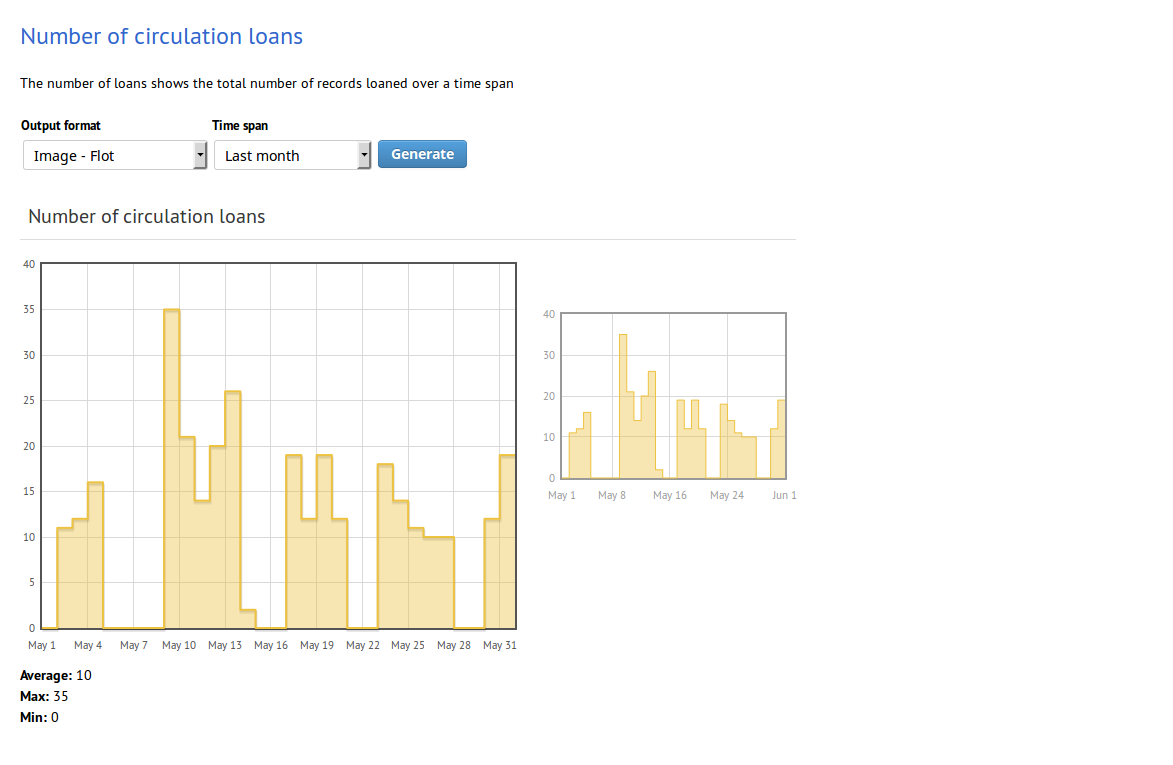 Number of circulation loans
The number of loans shows the total number of records loaned over a time span
Output format Time span
Image - Flot Last month Generate
Number of circulation loans
40
35
30
25
20
15
10
5
0
May 1 May 4 May 7 May 10 May 13 May 16 May 19 May 22 May 25 May 28 May 31
40
30
20
10
0
May 1 May 8 May 16 May 24 Jun 1
Average: 10
Max: 35
Min: 0